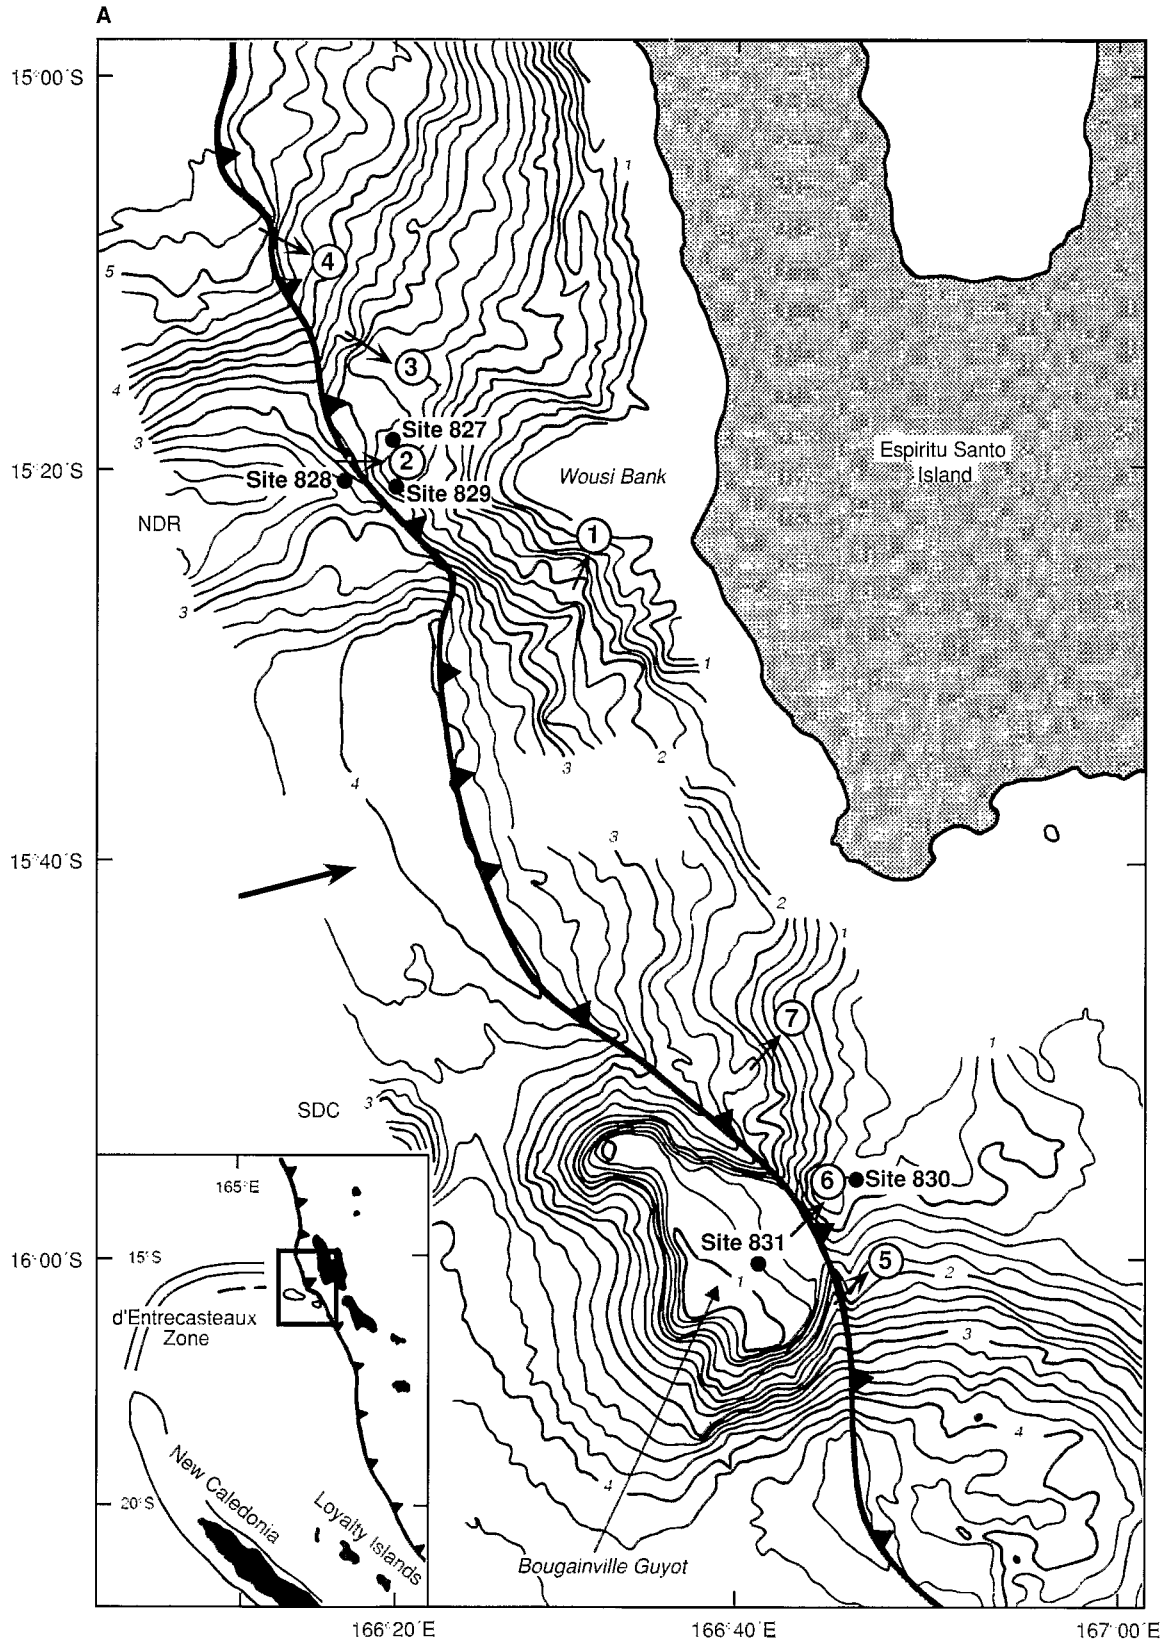 A
15°00'S
1
4
5
3
4
Site 827
3
2
15°20'S
Site 828
Site 829
Wousi Bank
Espiritu Santo
Island
NDR
1
3
1
2
3
4
3
15°40'S
2
1
7
1
SDC
3
6
Site 830
165°E
Site 831
16°00'S
15°S
5
2
1
d'Entrecasteaux
Zone
3
4
New Caledonia
4
20°S
Loyalty Islands
Bougainville Guyot
166°20'E
166°40'E
167°00'E